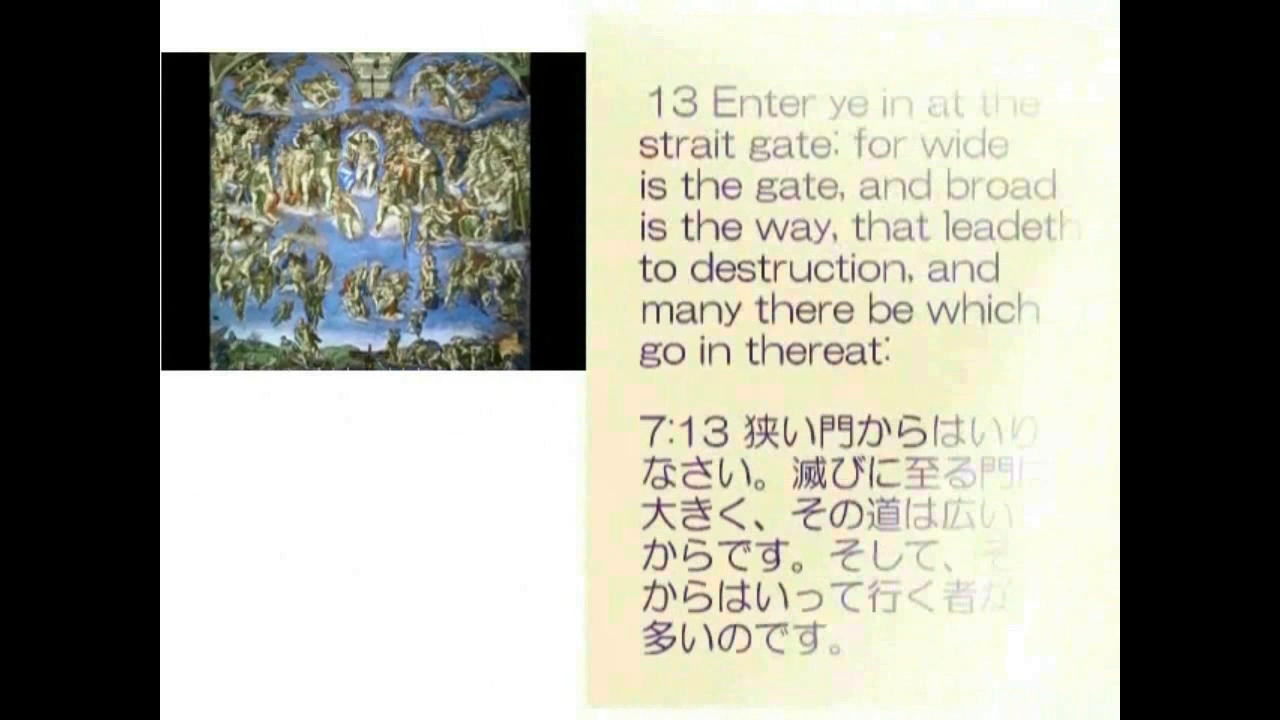 13 Enter ye in at the
strait gate: for wide
is the gate, and broad
is the way, that leadeth
to destruction, and
many there be which
go in thereat:
7:13 狭い門からはいり
なさい。滅びに至る門は
大きく、その道は広い
からです。そして、そ
からはいって行く者が
多いのです。